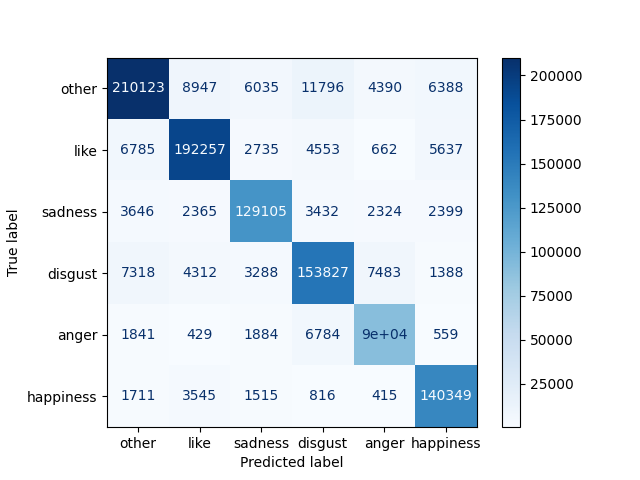 other 210123 8947 6035 11796 4390 6388
like 6785 192257 2735 4553 662 5637
sadness 3646 2365 129105 3432 2324 2399
disgust 7318 4312 3288 153827 7483 1388
anger 1841 429 1884 6784 9e+04 559
happiness 1711 3545 1515 816 415 140349
other like sadness disgust anger happiness
Predicted label
True label
200000
175000
150000
125000
100000
75000
50000
25000